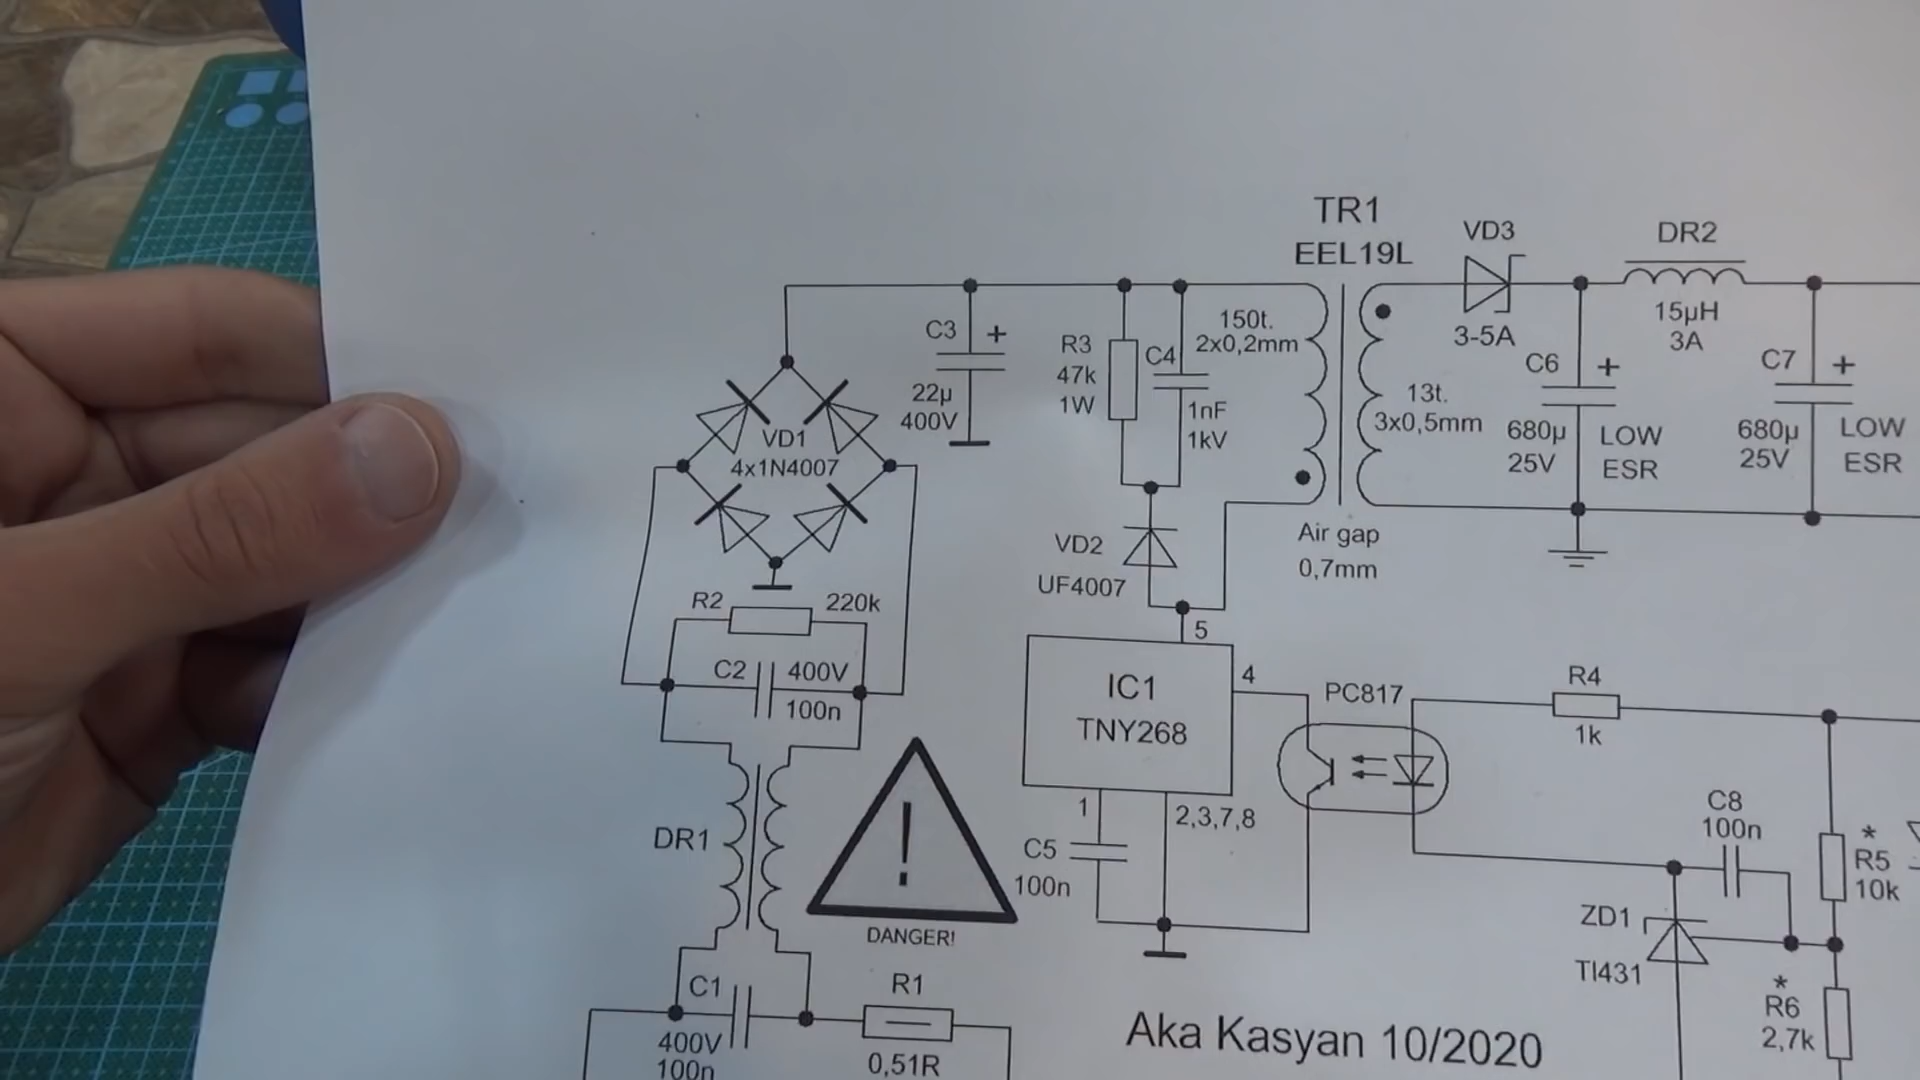 TR1
EEL19L
VD3
3-5A
DR2
15µH
3A
C3
+
22µ
400V
R3
47k
1W
C4
1nF
1kV
150t.
2x0,2mm
13t.
3x0,5mm
C6
+
680µ
25V
LOW
ESR
C7
+
680µ
25V
LOW
ESR
VD1
4x1N4007
Air gap
0,7mm
VD2
UF4007
R2
220k
C2
400V
100n
5
IC1
TNY268
4
1
2,3,7,8
PC817
R4
1k
C5
100n
DR1
!
DANGER!
C8
100n
*
R5
10k
ZD1
Tl431
*
R6
2,7k
C1
400V
100n
R1
0,51R
Aka Kasyan 10/2020